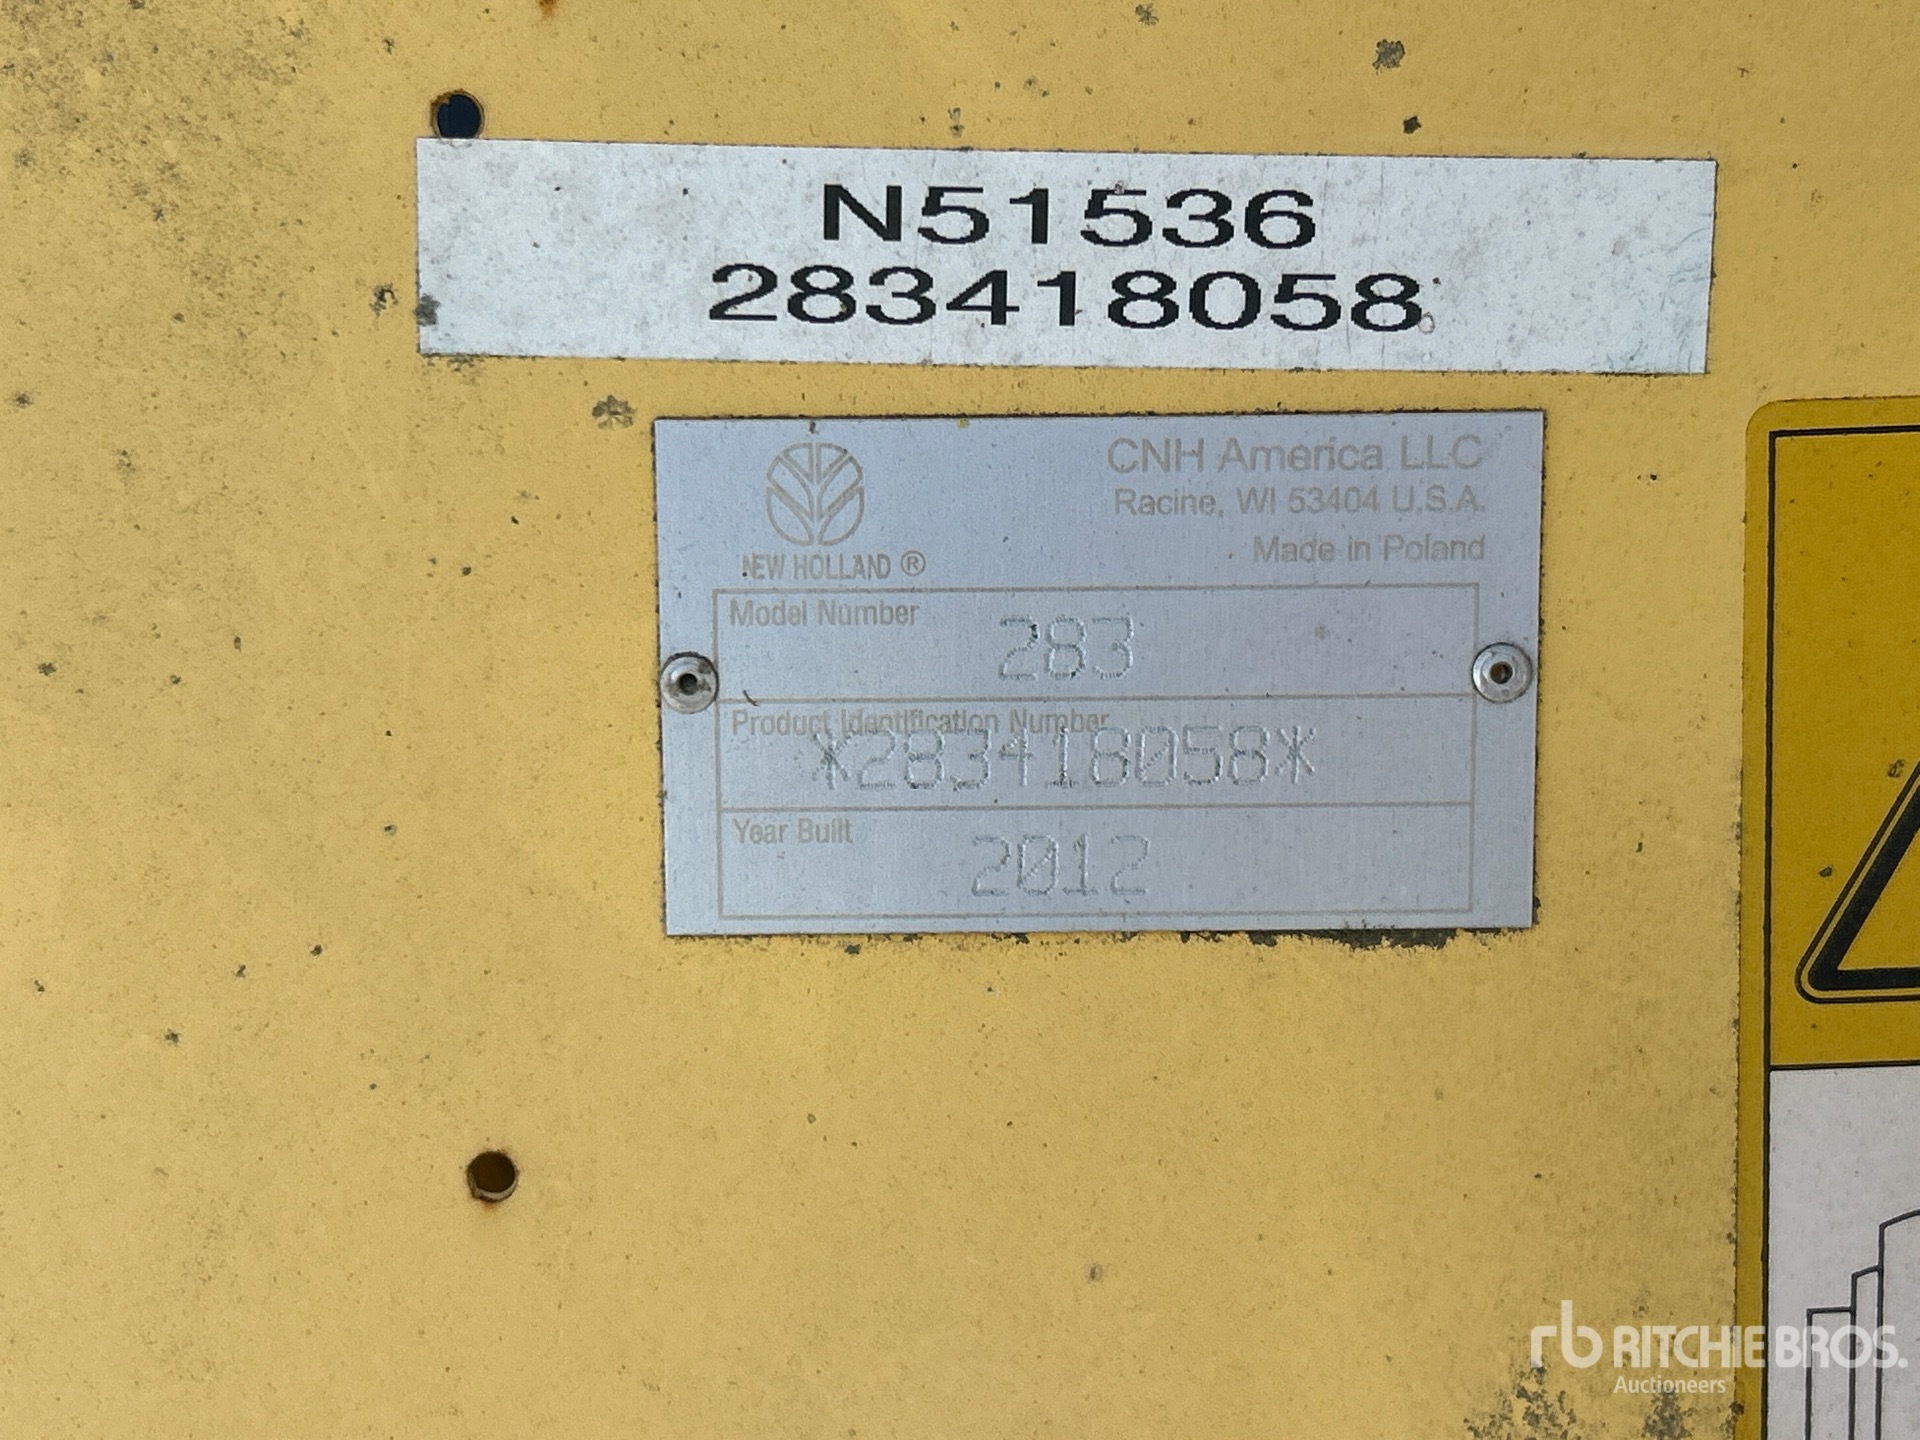 N51536
283418058
CNH America LLC
Racine, WI 53404 U.S.A.
Made in Poland
NEW HOLLAND ®
Model Number 283
Product Identification Number
*283418058*
Year Built 2012
rb RITCHIE BROS.
Auctioneers